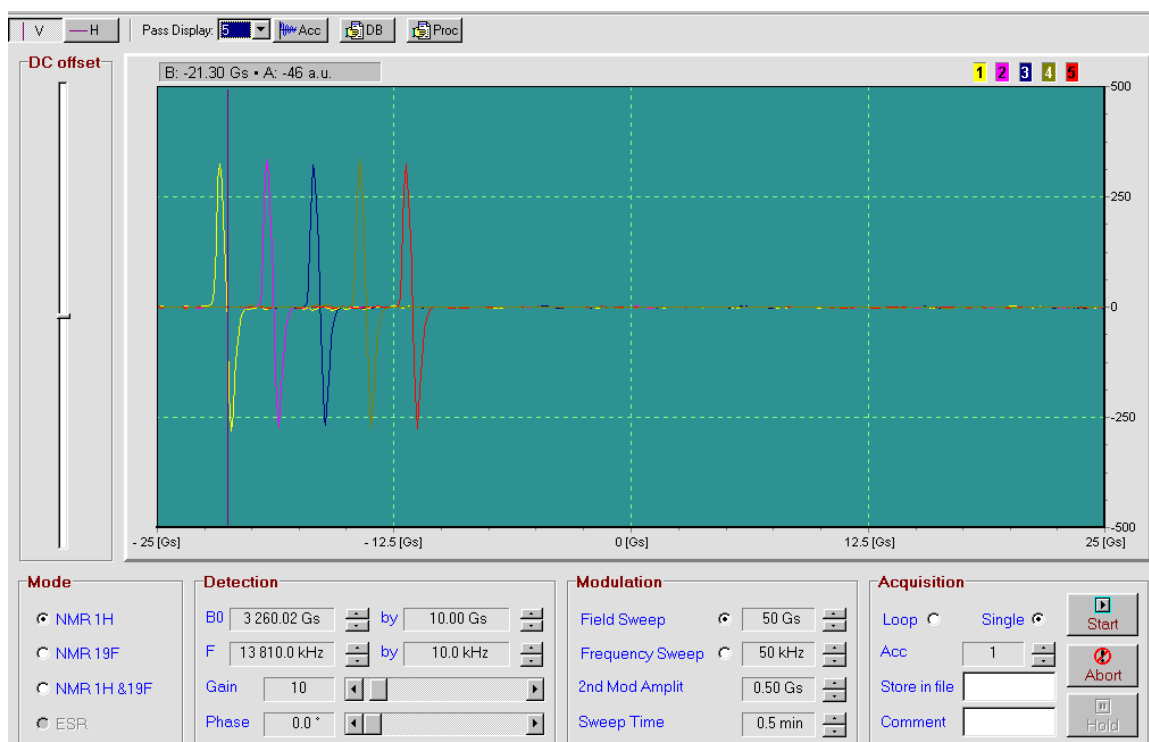 V H Pass Display: 5 Acc DB Proc
DC offset
B: -21.30 Gs • A: -46 a.u. 1 2 3 4 5
500
250
0
-250
-500
- 25 [Gs] - 12.5 [Gs] 0 [Gs] 12.5 [Gs] 25 [Gs]
Mode
NMR 1H
NMR 19F
NMR 1H &19F
ESR
Detection
B0 3 260.02 Gs by 10.00 Gs
F 13 810.0 kHz by 10.0 kHz
Gain 10
Phase 0.0 °
Modulation
Field Sweep 50 Gs
Frequency Sweep 50 kHz
2nd Mod Amplit 0.50 Gs
Sweep Time 0.5 min
Acquisition
Loop Single
Acc 1
Store in file
Comment
Start
Abort
Hold